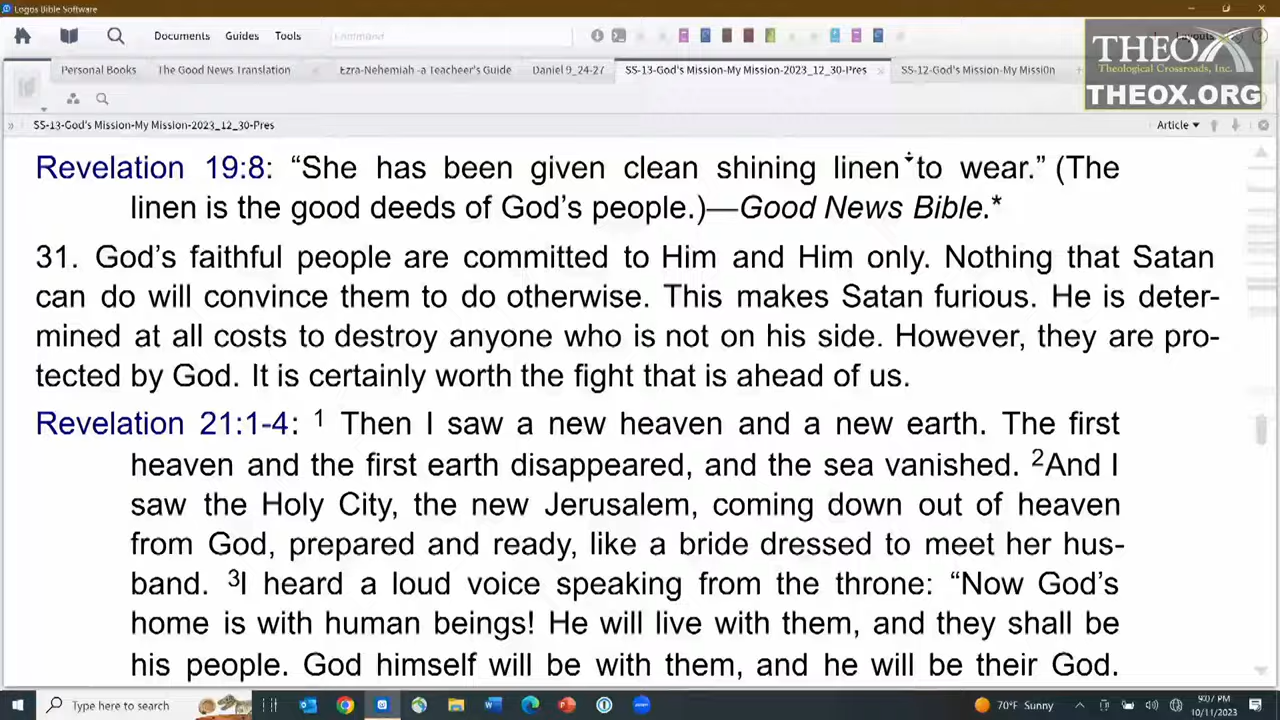 Logos Bible Software
Documents Guides Tools Command Layouts
THEOX
Theological Crossroads, Inc.
THEOX.ORG
Personal Books The Good News Translation Ezra-Nehemiah Guid Daniel 9_24-27 SS-13-God's Mission-My Mission-2023_12_30-Pres SS-12-God's Mission-My Missi0n
SS-13-God's Mission-My Mission-2023_12_30-Pres Article
Revelation 19:8: “She has been given clean shining linen to wear.” (The
linen is the good deeds of God’s people.)—Good News Bible.*
31. God’s faithful people are committed to Him and Him only. Nothing that Satan
can do will convince them to do otherwise. This makes Satan furious. He is deter-
mined at all costs to destroy anyone who is not on his side. However, they are pro-
tected by God. It is certainly worth the fight that is ahead of us.
Revelation 21:1-4: 1 Then I saw a new heaven and a new earth. The first
heaven and the first earth disappeared, and the sea vanished. 2And I
saw the Holy City, the new Jerusalem, coming down out of heaven
from God, prepared and ready, like a bride dressed to meet her hus-
band. 3I heard a loud voice speaking from the throne: “Now God’s
home is with human beings! He will live with them, and they shall be
his people. God himself will be with them, and he will be their God.
Type here to search 70°F Sunny 9:07 PM
10/11/2023